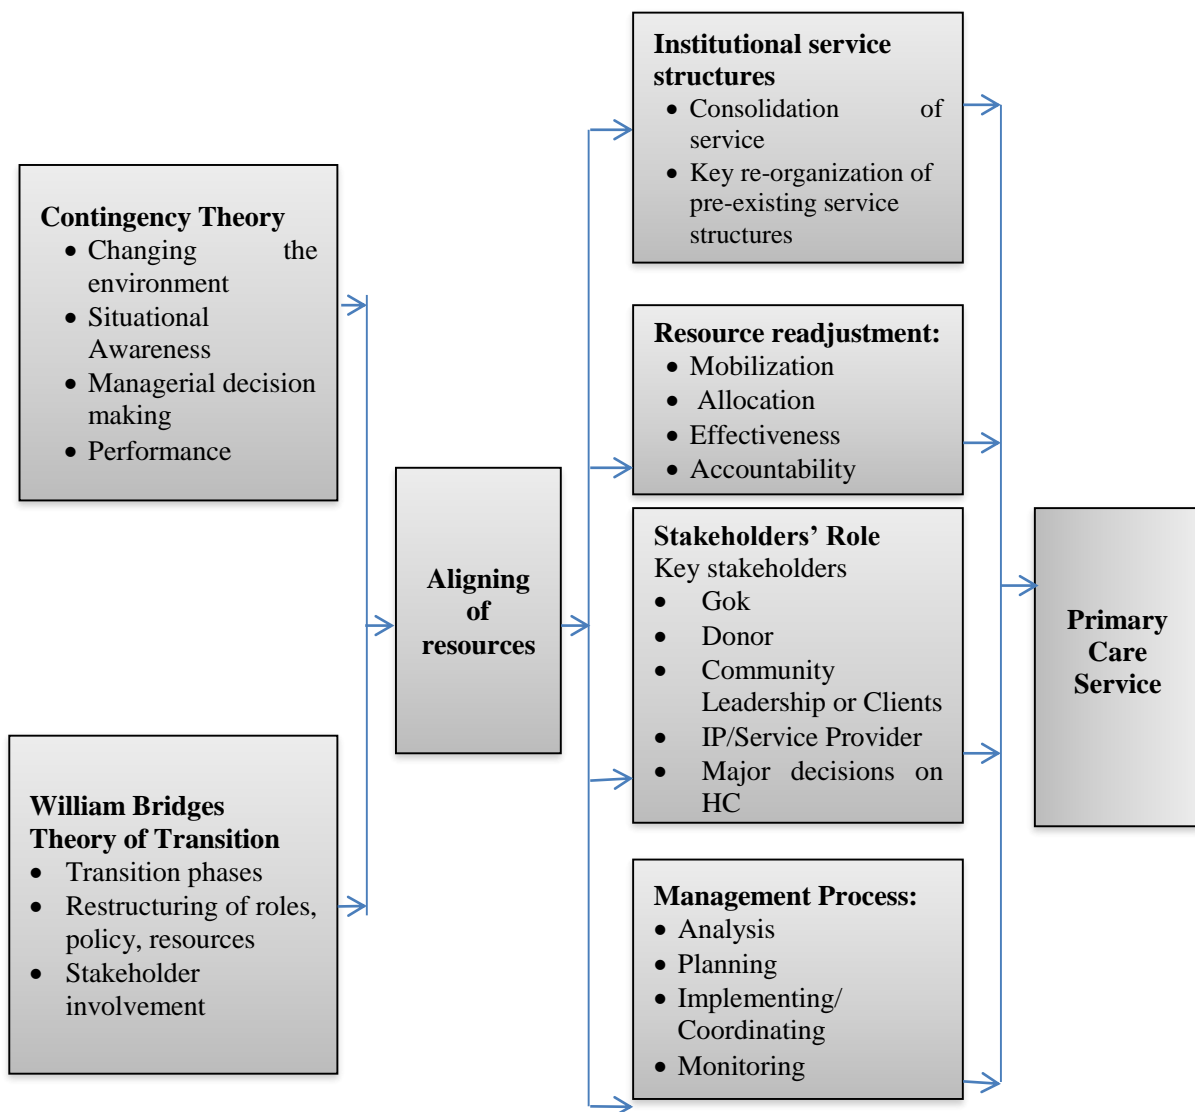 Contingency Theory
• Changing the
environment
• Situational
Awareness
• Managerial decision
making
• Performance
William Bridges
Theory of Transition
• Transition phases
• Restructuring of roles,
policy, resources
• Stakeholder
involvement
Aligning
of
resources
Institutional service
structures
• Consolidation of
service
• Key re-organization of
pre-existing service
structures
Resource readjustment:
• Mobilization
• Allocation
• Effectiveness
• Accountability
Stakeholders’ Role
Key stakeholders
• Gok
• Donor
• Community
Leadership or Clients
• IP/Service Provider
• Major decisions on
HC
Management Process:
• Analysis
• Planning
• Implementing/
Coordinating
• Monitoring
Primary
Care
Service